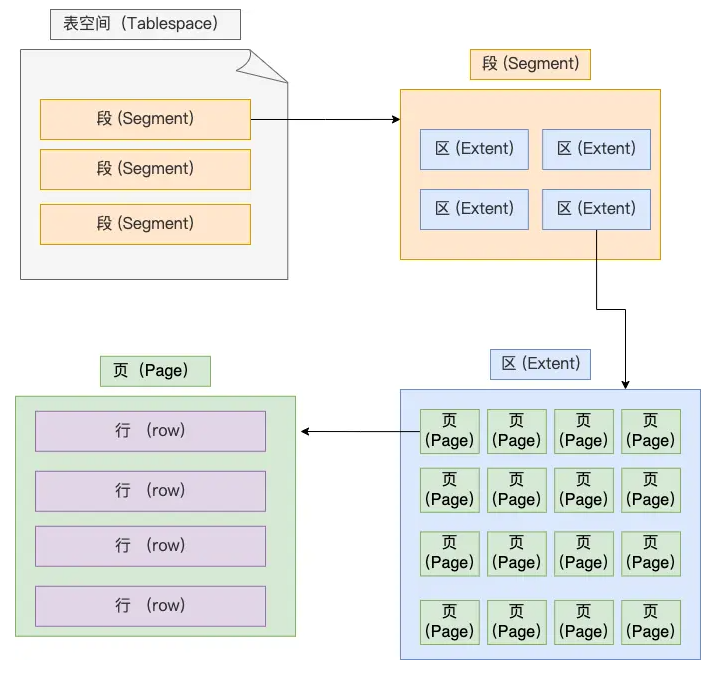 表空间（Tablespace）
段 (Segment)
段 (Segment)
段 (Segment)
段 (Segment)
区 (Extent)
区 (Extent)
区 (Extent)
区 (Extent)
区 (Extent)
页
(Page)
页
(Page)
页
(Page)
页
(Page)
页
(Page)
页
(Page)
页
(Page)
页
(Page)
页
(Page)
页
(Page)
页
(Page)
页
(Page)
页
(Page)
页
(Page)
页
(Page)
页
(Page)
页（Page）
行 （row）
行 （row）
行 （row）
行 （row）